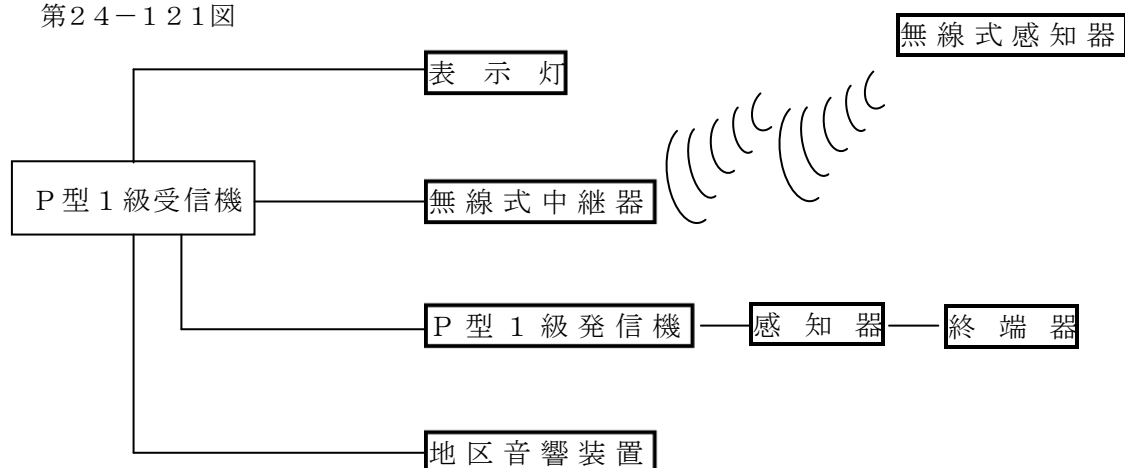 第24-121図
無線式感知器
表示灯
P型1級受信機
無線式中継器
P型1級発信機
感知器
終端器
地区音響装置